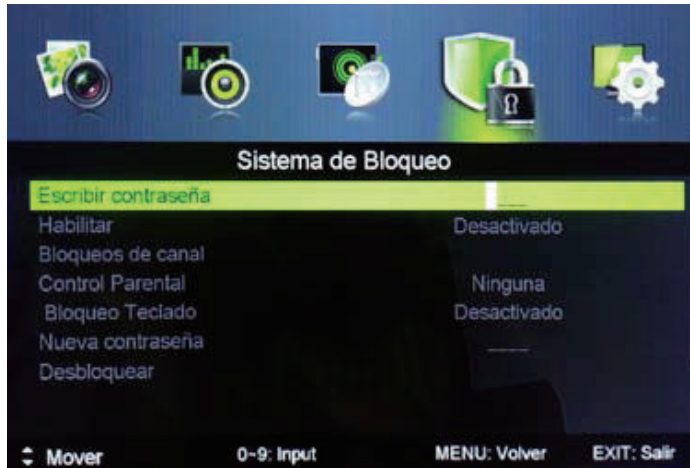 Sistema de Bloqueo
Escribir contraseña
Habilitar Desactivado
Bloqueos de canal
Control Parental Ninguna
Bloqueo Teclado Desactivado
Nueva contraseña
Desbloquear
Mover 0~9: Input MENU: Volver EXIT: Salir